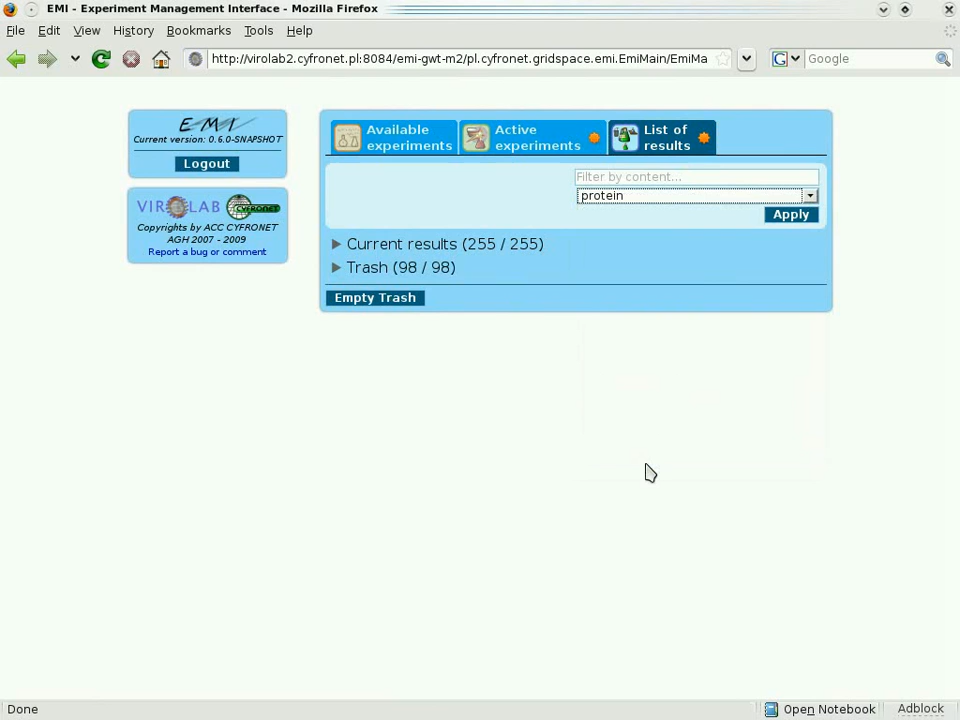 EMI - Experiment Management Interface - Mozilla Firefox
File Edit View History Bookmarks Tools Help
http://virolab2.cyfronet.pl:8084/emi-gwt-m2/pl.cyfronet.gridspace.emi.EmiMain/EmiMa
Google
EMI
Current version: 0.6.0-SNAPSHOT
Logout
VIROLAB CYFRONET
Copyrights by ACC CYFRONET
AGH 2007 - 2009
Report a bug or comment
Available experiments
Active experiments
List of results
Filter by content...
protein
Apply
Current results (255 / 255)
Trash (98 / 98)
Empty Trash
Done
Open Notebook
Adblock